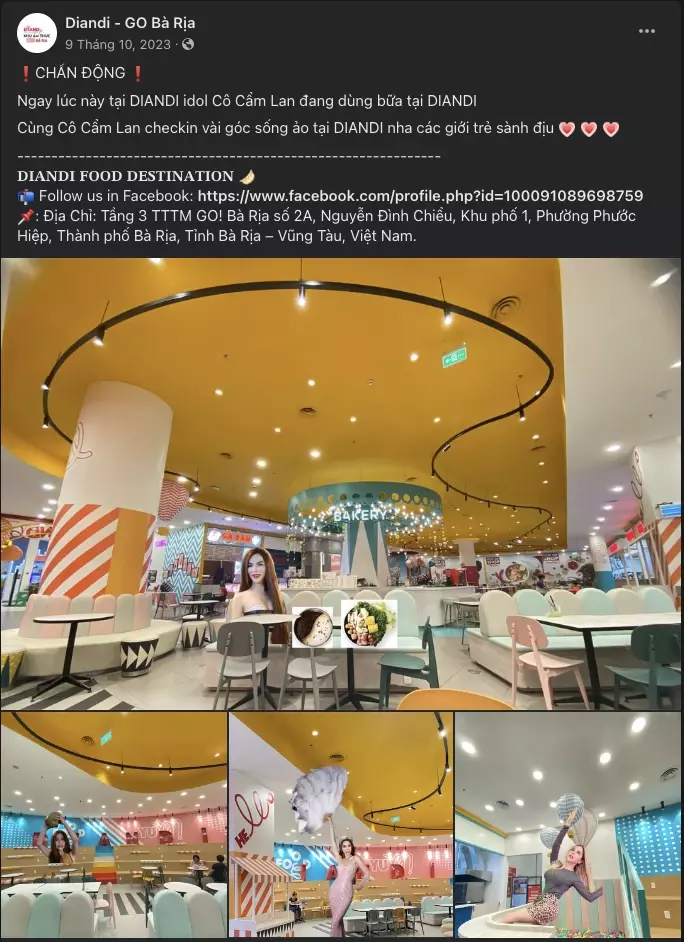 Diandi - GO Bà Rịa
9 Tháng 10, 2023
❗CHẤN ĐỘNG ❗
Ngay lúc này tại DIANDI idol Cô Cẩm Lan đang dùng bữa tại DIANDI
Cùng Cô Cẩm Lan checkin vài góc sống ảo tại DIANDI nha các giới trẻ sành địu 💗 💗 💗
--------------------------------------------------------------
DIANDI FOOD DESTINATION 🥟
📬 Follow us in Facebook: https://www.facebook.com/profile.php?id=100091089698759
📌: Địa Chỉ: Tầng 3 TTTM GO! Bà Rịa số 2A, Nguyễn Đình Chiểu, Khu phố 1, Phường Phước
Hiệp, Thành phố Bà Rịa, Tỉnh Bà Rịa – Vũng Tàu, Việt Nam.
BAKERY
GÀ RÁN
HELLO
FOOD